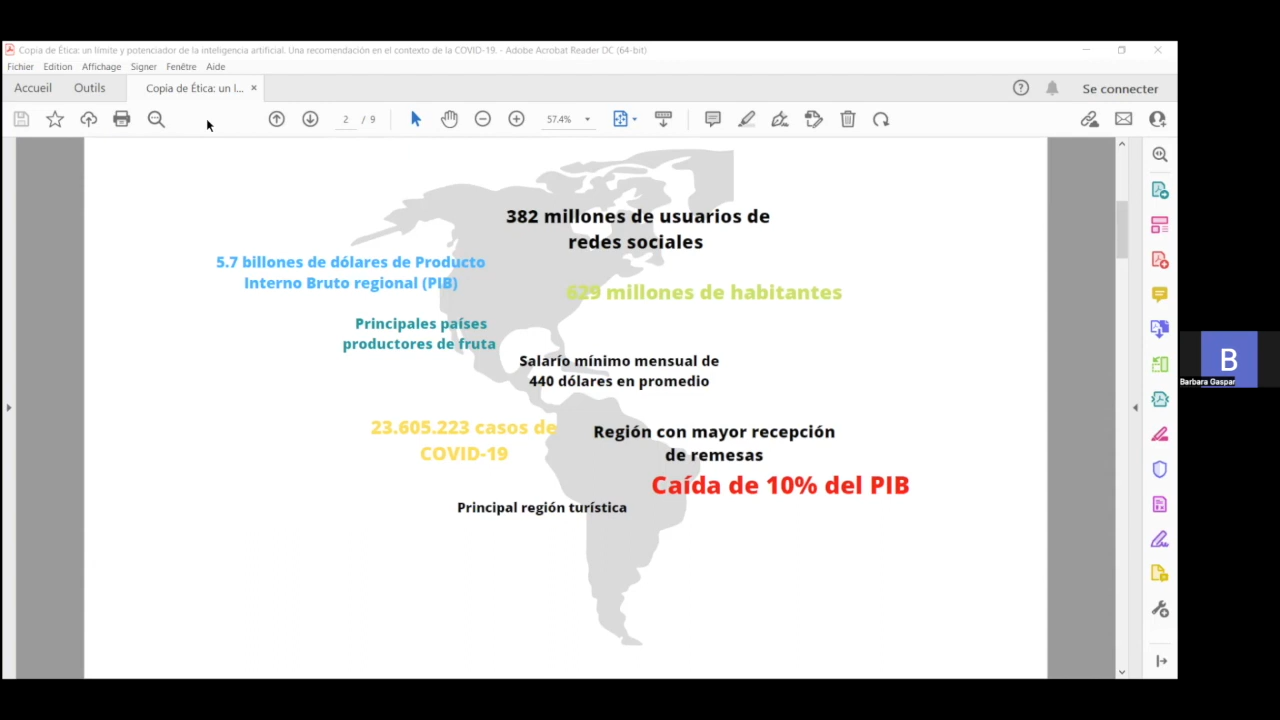 Copia de Ética: un límite y potenciador de la inteligencia artificial. Una recomendación en el contexto de la COVID-19. - Adobe Acrobat Reader DC (64-bit)
Fichier Edition Affichage Signer Fenêtre Aide
Accueil Outils Copia de Ética: un l... × Se connecter
2 / 9 57.4%
382 millones de usuarios de
redes sociales
5.7 billones de dólares de Producto
Interno Bruto regional (PIB)
629 millones de habitantes
Principales países
productores de fruta
Salarío mínimo mensual de
440 dólares en promedio
23.605.223 casos de
COVID-19
Región con mayor recepción
de remesas
Caída de 10% del PIB
Principal región turística
B
Barbara Gaspar